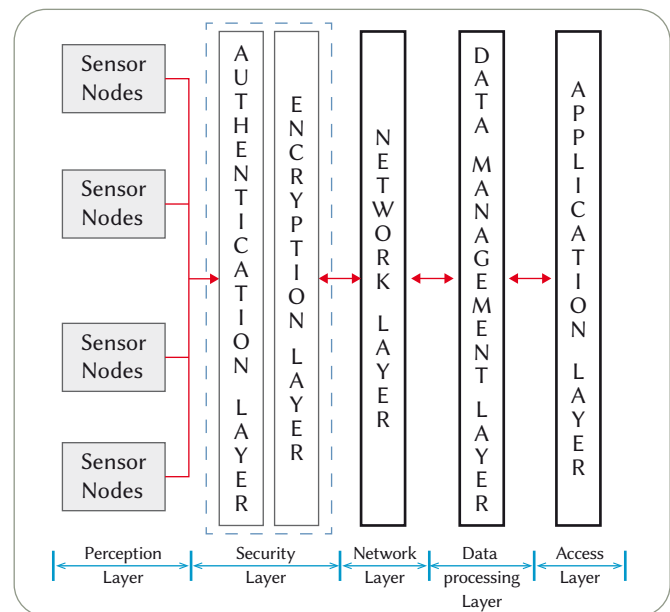 Sensor
Nodes
Sensor
Nodes
Sensor
Nodes
Sensor
Nodes
AUTHENTICATION LAYER
ENCRYPTION LAYER
NETWORK LAYER
DATA MANAGEMENT LAYER
APPLICATION LAYER
Perception
Layer
Security
Layer
Network
Layer
Data
processing
Layer
Access
Layer